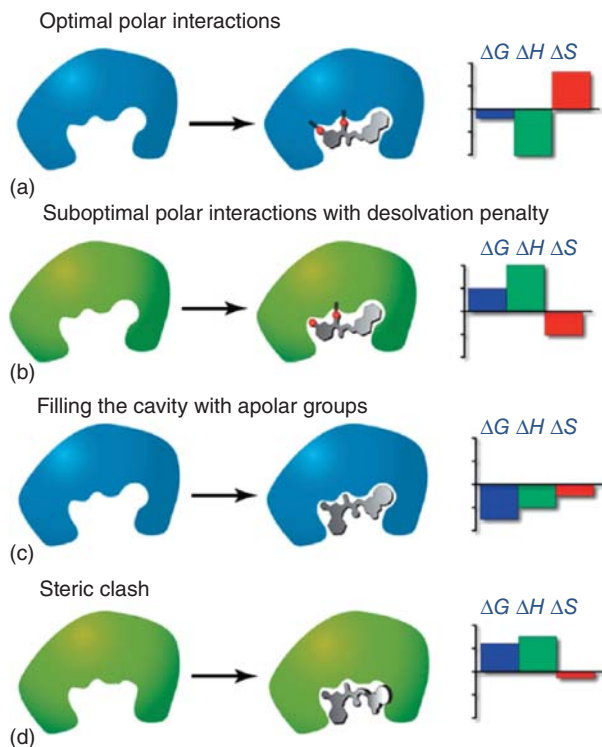 Optimal polar interactions
ΔG ΔH ΔS
(a)
Suboptimal polar interactions with desolvation penalty
ΔG ΔH ΔS
(b)
Filling the cavity with apolar groups
ΔG ΔH ΔS
(c)
Steric clash
ΔG ΔH ΔS
(d)